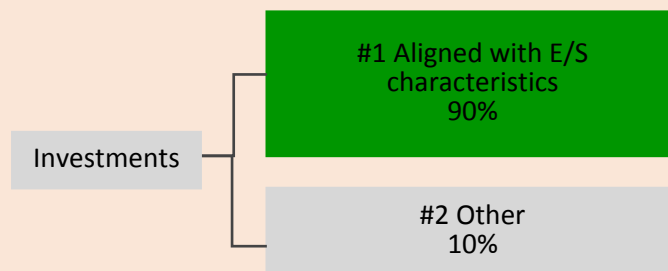 #1 Aligned with E/S
characteristics
90%
Investments
#2 Other
10%